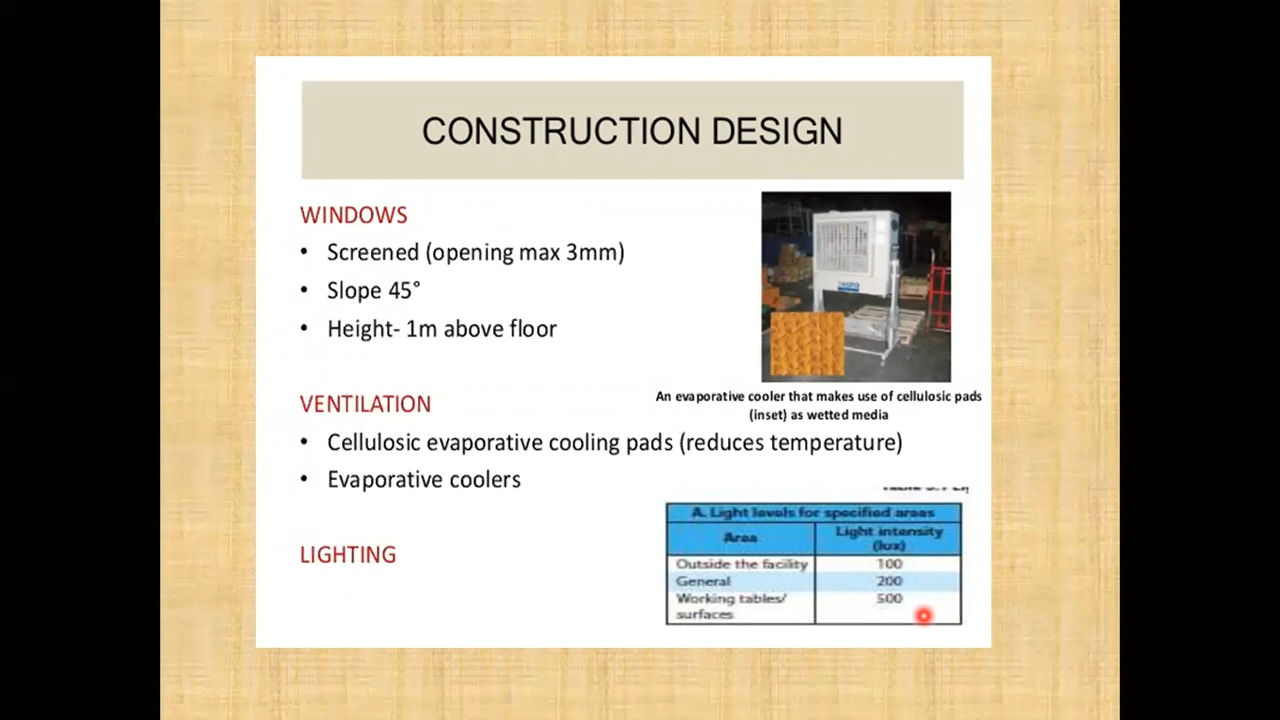 CONSTRUCTION DESIGN
WINDOWS
• Screened (opening max 3mm)
• Slope 45°
• Height- 1m above floor
An evaporative cooler that makes use of cellulosic pads
(inset) as wetted media
VENTILATION
• Cellulosic evaporative cooling pads (reduces temperature)
• Evaporative coolers
LIGHTING
A. Light levels for specified areas
Area Light intensity
(lux)
Outside the facility 100
General 200
Working tables/ 500
surfaces